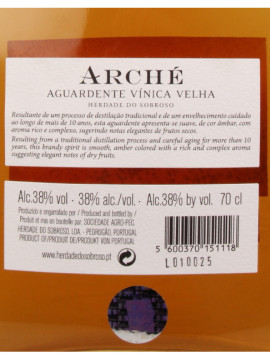 ARCHÉ
AGUARDENTE VÍNICA VELHA
HERDADE DO SOBROSO
Resultante de um processo de destilação tradicional e de um envelhecimento cuidado
ao longo de mais de 10 anos, esta aguardente apresenta-se suave, de cor âmbar, com
aroma rico e complexo, sugerindo notas elegantes de frutos secos.
Resulting from a traditional distillation process and careful aging for more than 10
years, this brandy spirit is smooth, amber colored with a rich and complex aroma
suggesting elegant notes of dry fruits.
Alc.38% vol · 38% alc./vol. · Alc.38% by vol. 70 cl
Produzido e engarrafado por / Produced and bottled by /
Produit et mis en bouteille par: SOCIEDADE AGRO-PEC.
HERDADE DO SOBROSO, LDA. - PEDRÓGÃO, PORTUGAL
PRODUCT OF/PRODUIT DE/PRODUKT VON PORTUGAL
www.herdadedosobroso.pt
5 600370 151118
L010025